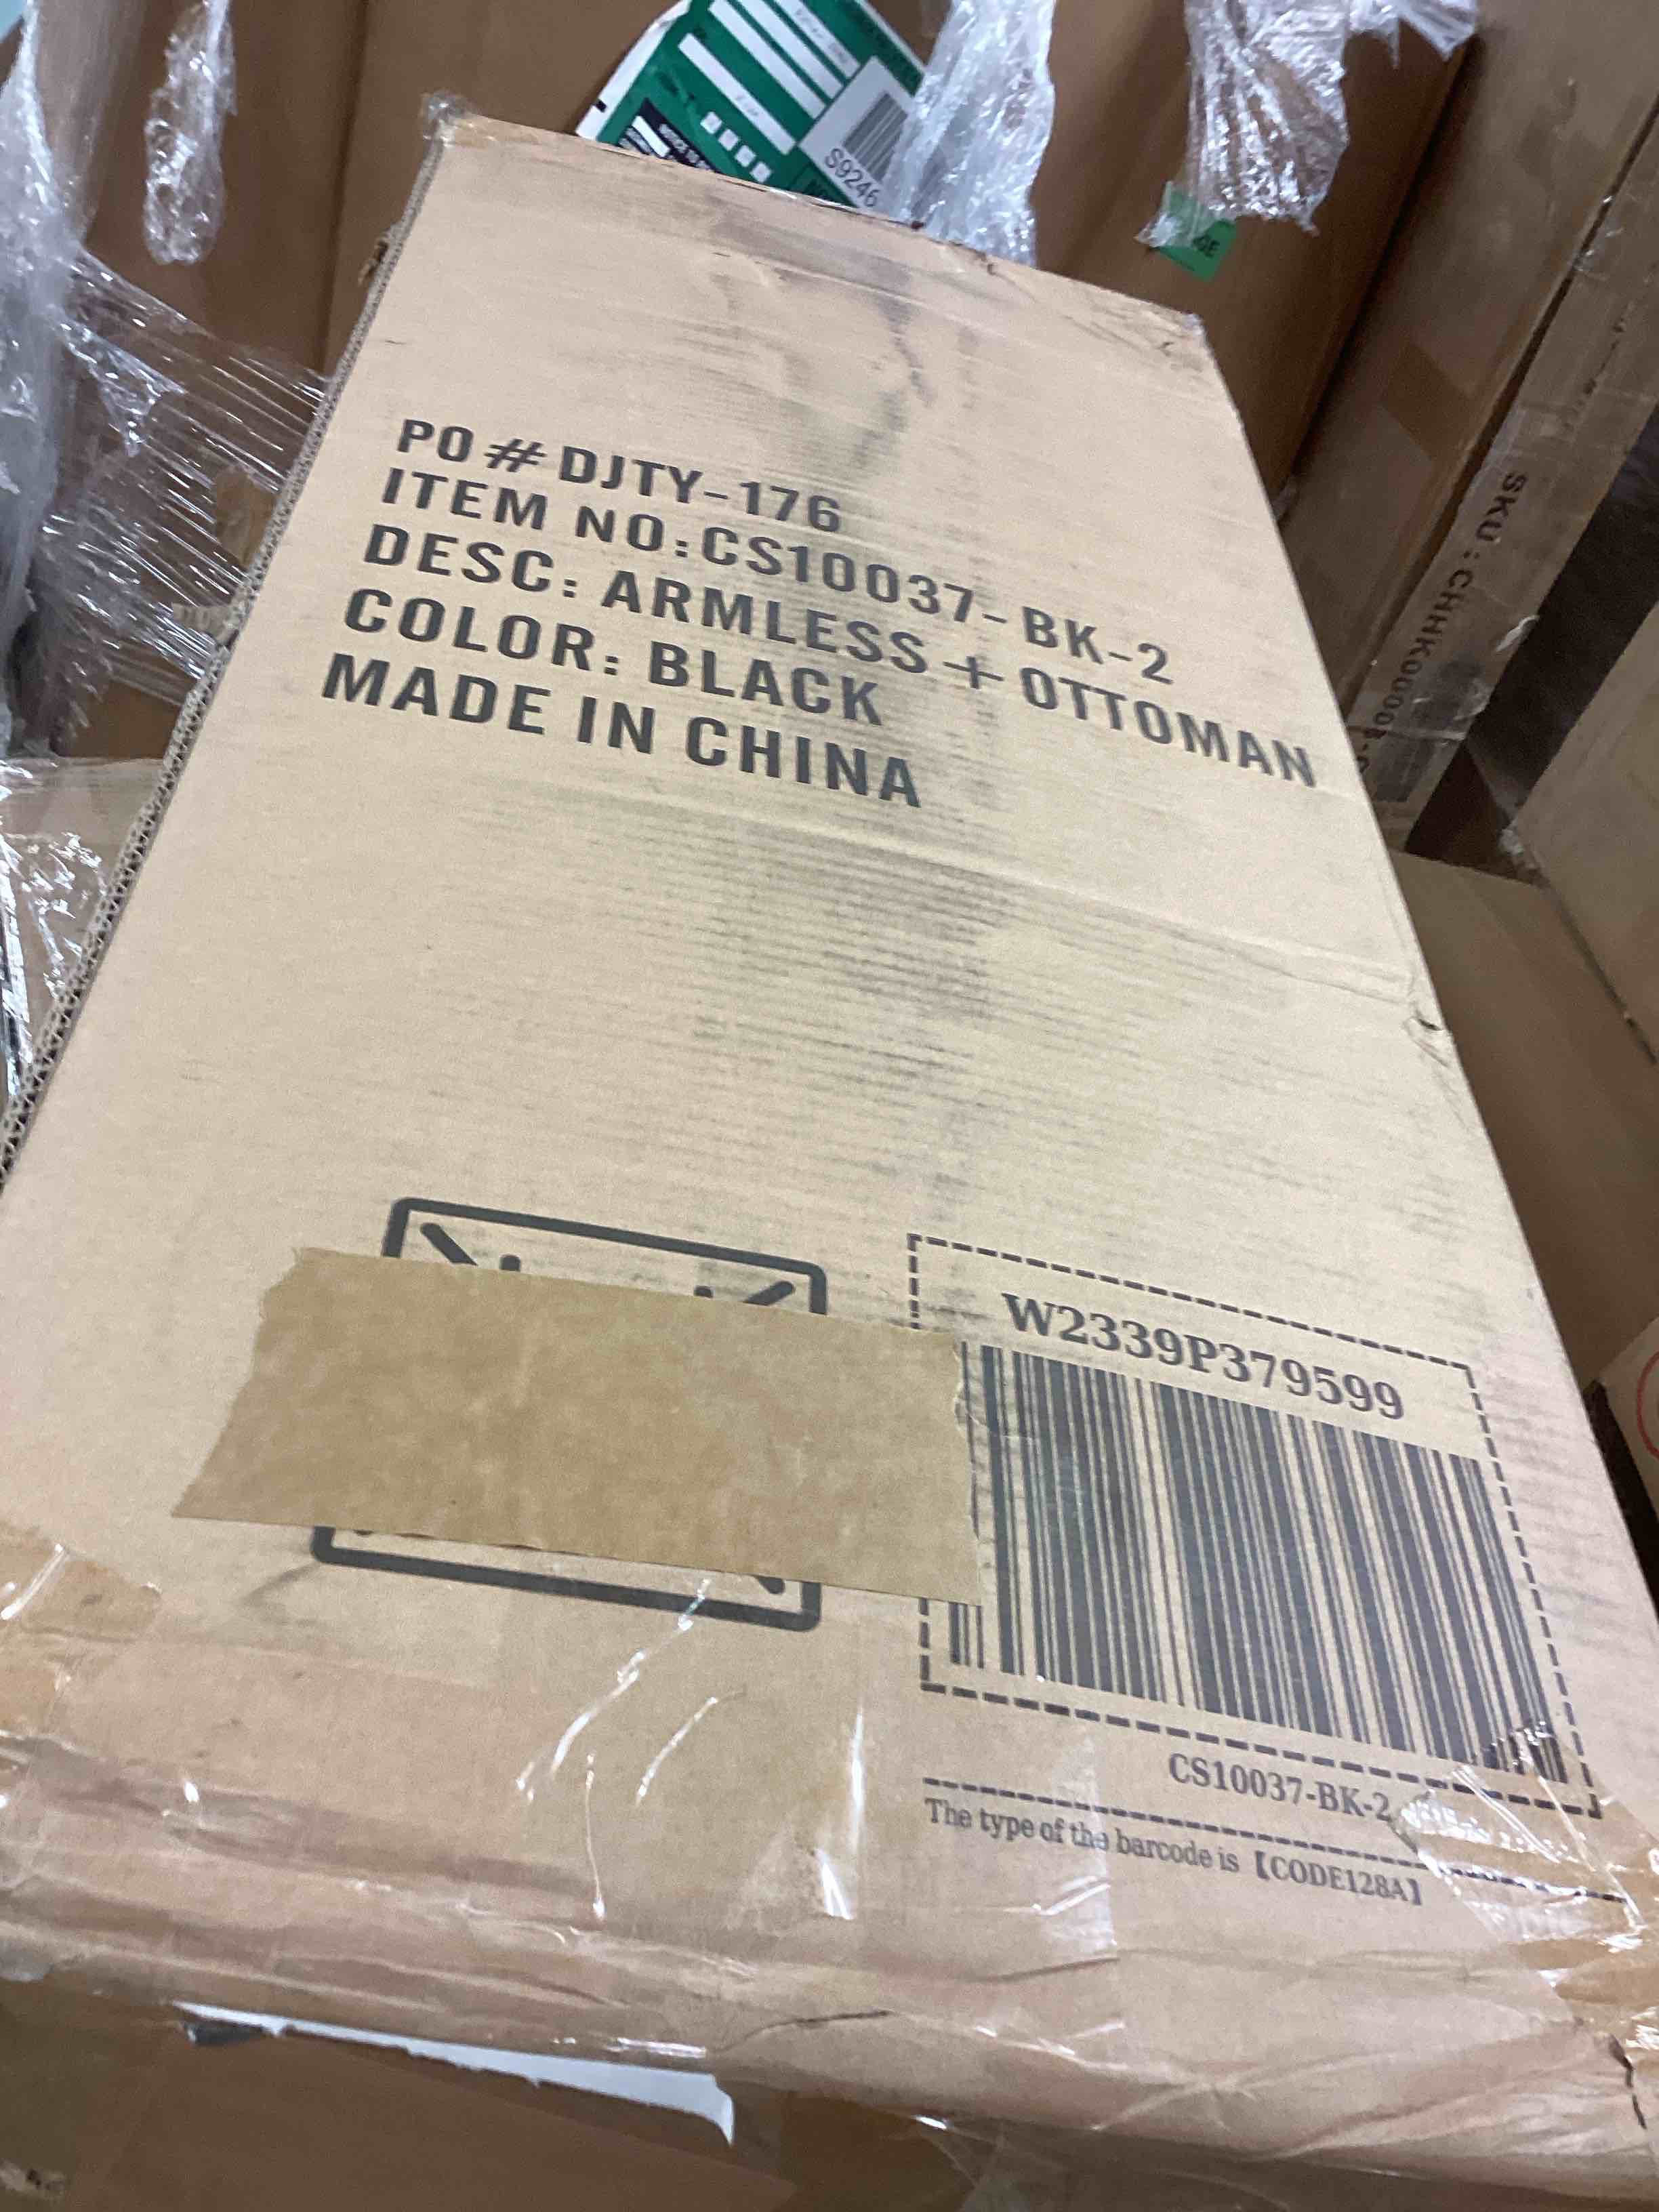 S9246
PO # DJTY-176
ITEM NO:CS10037-BK-2
DESC: ARMLESS + OTTOMAN
COLOR: BLACK
MADE IN CHINA
W2339P379599
CS10037-BK-2
The type of the barcode is 【CODE128A】